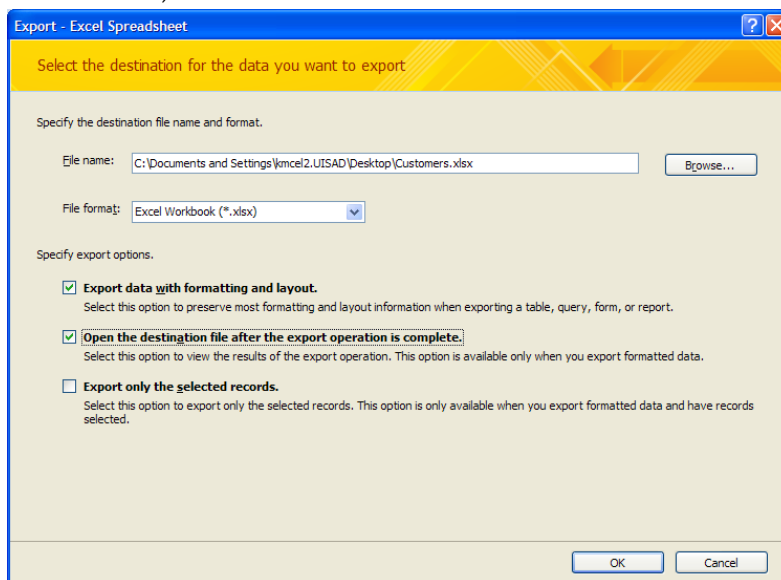 Export - Excel Spreadsheet
Select the destination for the data you want to export
Specify the destination file name and format.
File name: C:\Documents and Settings\kmcel2.UISAD\Desktop\Customers.xlsx Browse...
File format: Excel Workbook (*.xlsx)
Specify export options.
Export data with formatting and layout.
Select this option to preserve most formatting and layout information when exporting a table, query, form, or report.
Open the destination file after the export operation is complete.
Select this option to view the results of the export operation. This option is available only when you export formatted data.
Export only the selected records.
Select this option to export only the selected records. This option is only available when you export formatted data and have records
selected.
OK Cancel